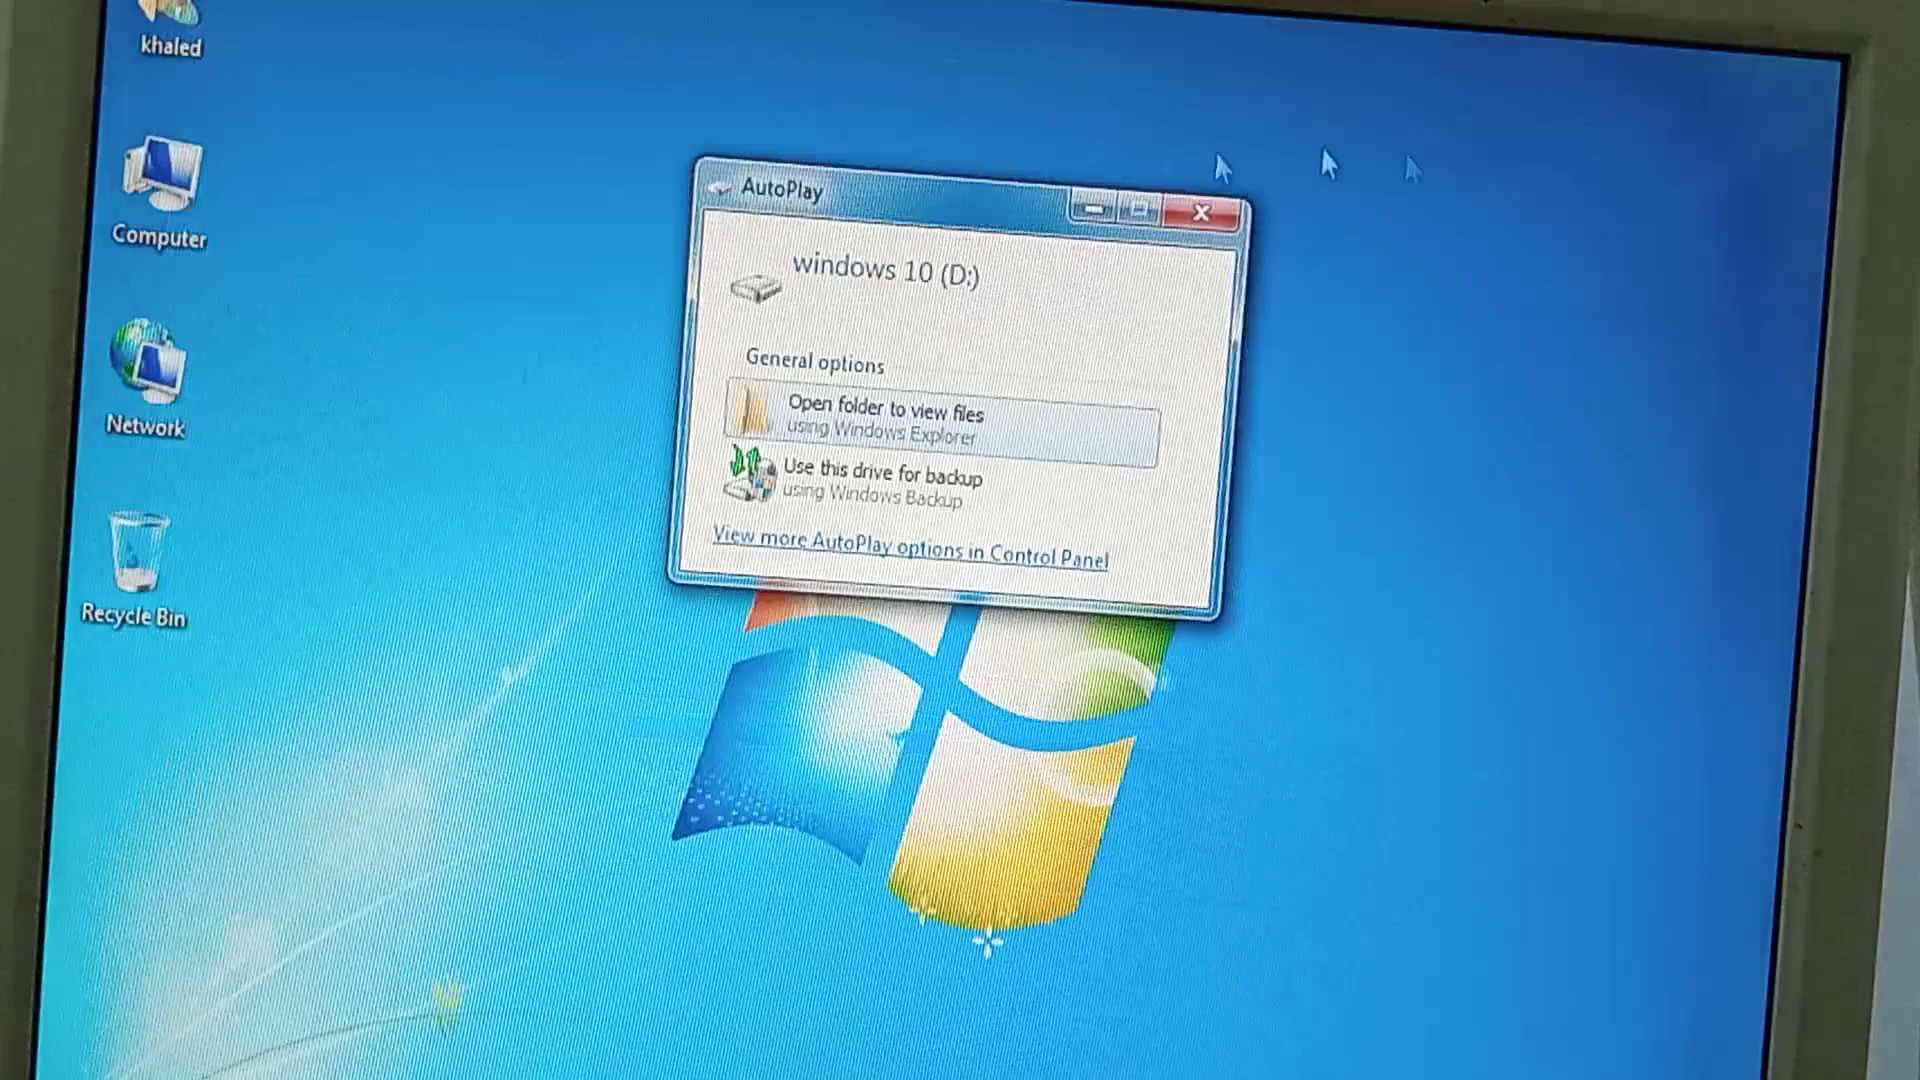 khaled
Computer
Network
Recycle Bin
AutoPlay
windows 10 (D:)
General options
Open folder to view files
using Windows Explorer
Use this drive for backup
using Windows Backup
View more AutoPlay options in Control Panel